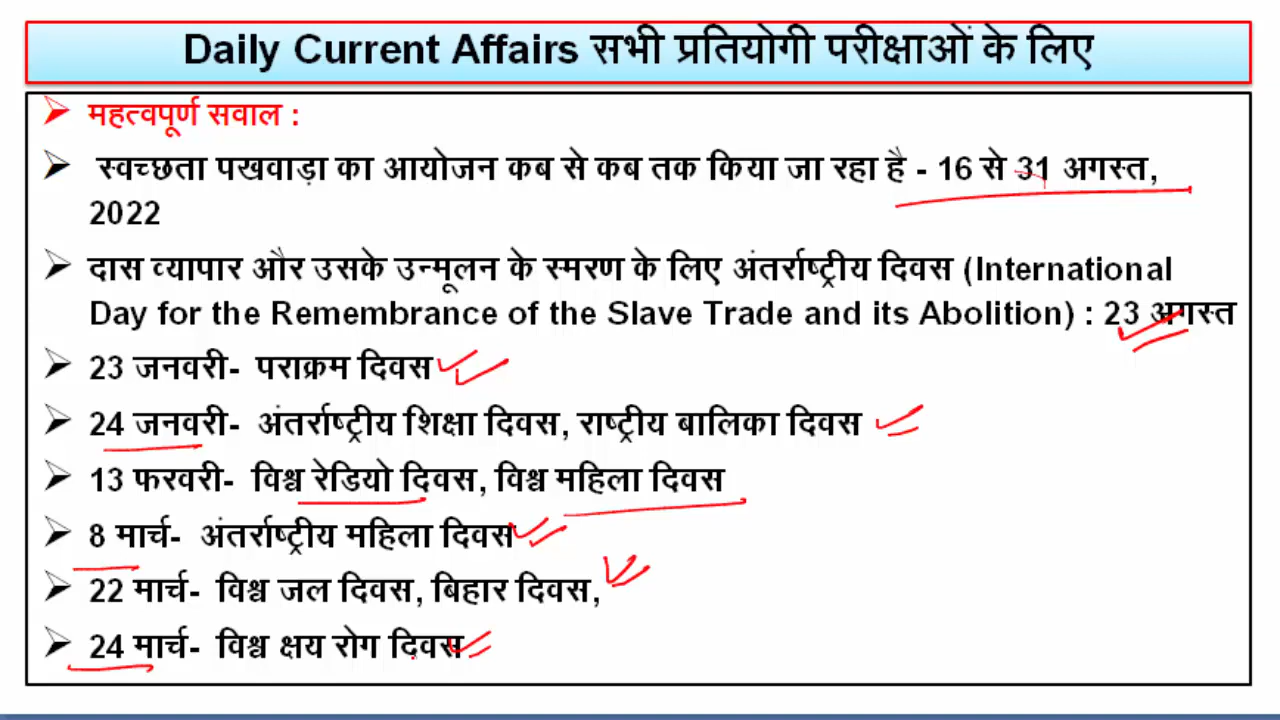 Daily Current Affairs सभी प्रतियोगी परीक्षाओं के लिए
महत्वपूर्ण सवाल :
स्वच्छता पखवाड़ा का आयोजन कब से कब तक किया जा रहा है - 16 से 31 अगस्त,
2022
दास व्यापार और उसके उन्मूलन के स्मरण के लिए अंतर्राष्ट्रीय दिवस (International
Day for the Remembrance of the Slave Trade and its Abolition) : 23 अगस्त
23 जनवरी- पराक्रम दिवस
24 जनवरी- अंतर्राष्ट्रीय शिक्षा दिवस, राष्ट्रीय बालिका दिवस
13 फरवरी- विश्व रेडियो दिवस, विश्व महिला दिवस
8 मार्च- अंतर्राष्ट्रीय महिला दिवस
22 मार्च- विश्व जल दिवस, बिहार दिवस,
24 मार्च- विश्व क्षय रोग दिवस